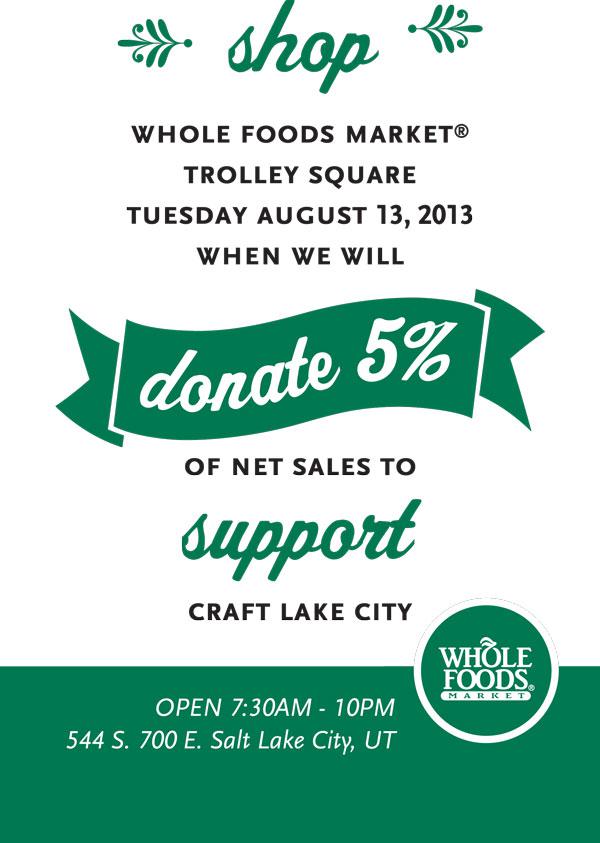 shop
WHOLE FOODS MARKET®
TROLLEY SQUARE
TUESDAY AUGUST 13, 2013
WHEN WE WILL
donate 5%
OF NET SALES TO
support
CRAFT LAKE CITY
WHOLE
FOODS®
MARKET
OPEN 7:30AM - 10PM
544 S. 700 E. Salt Lake City, UT